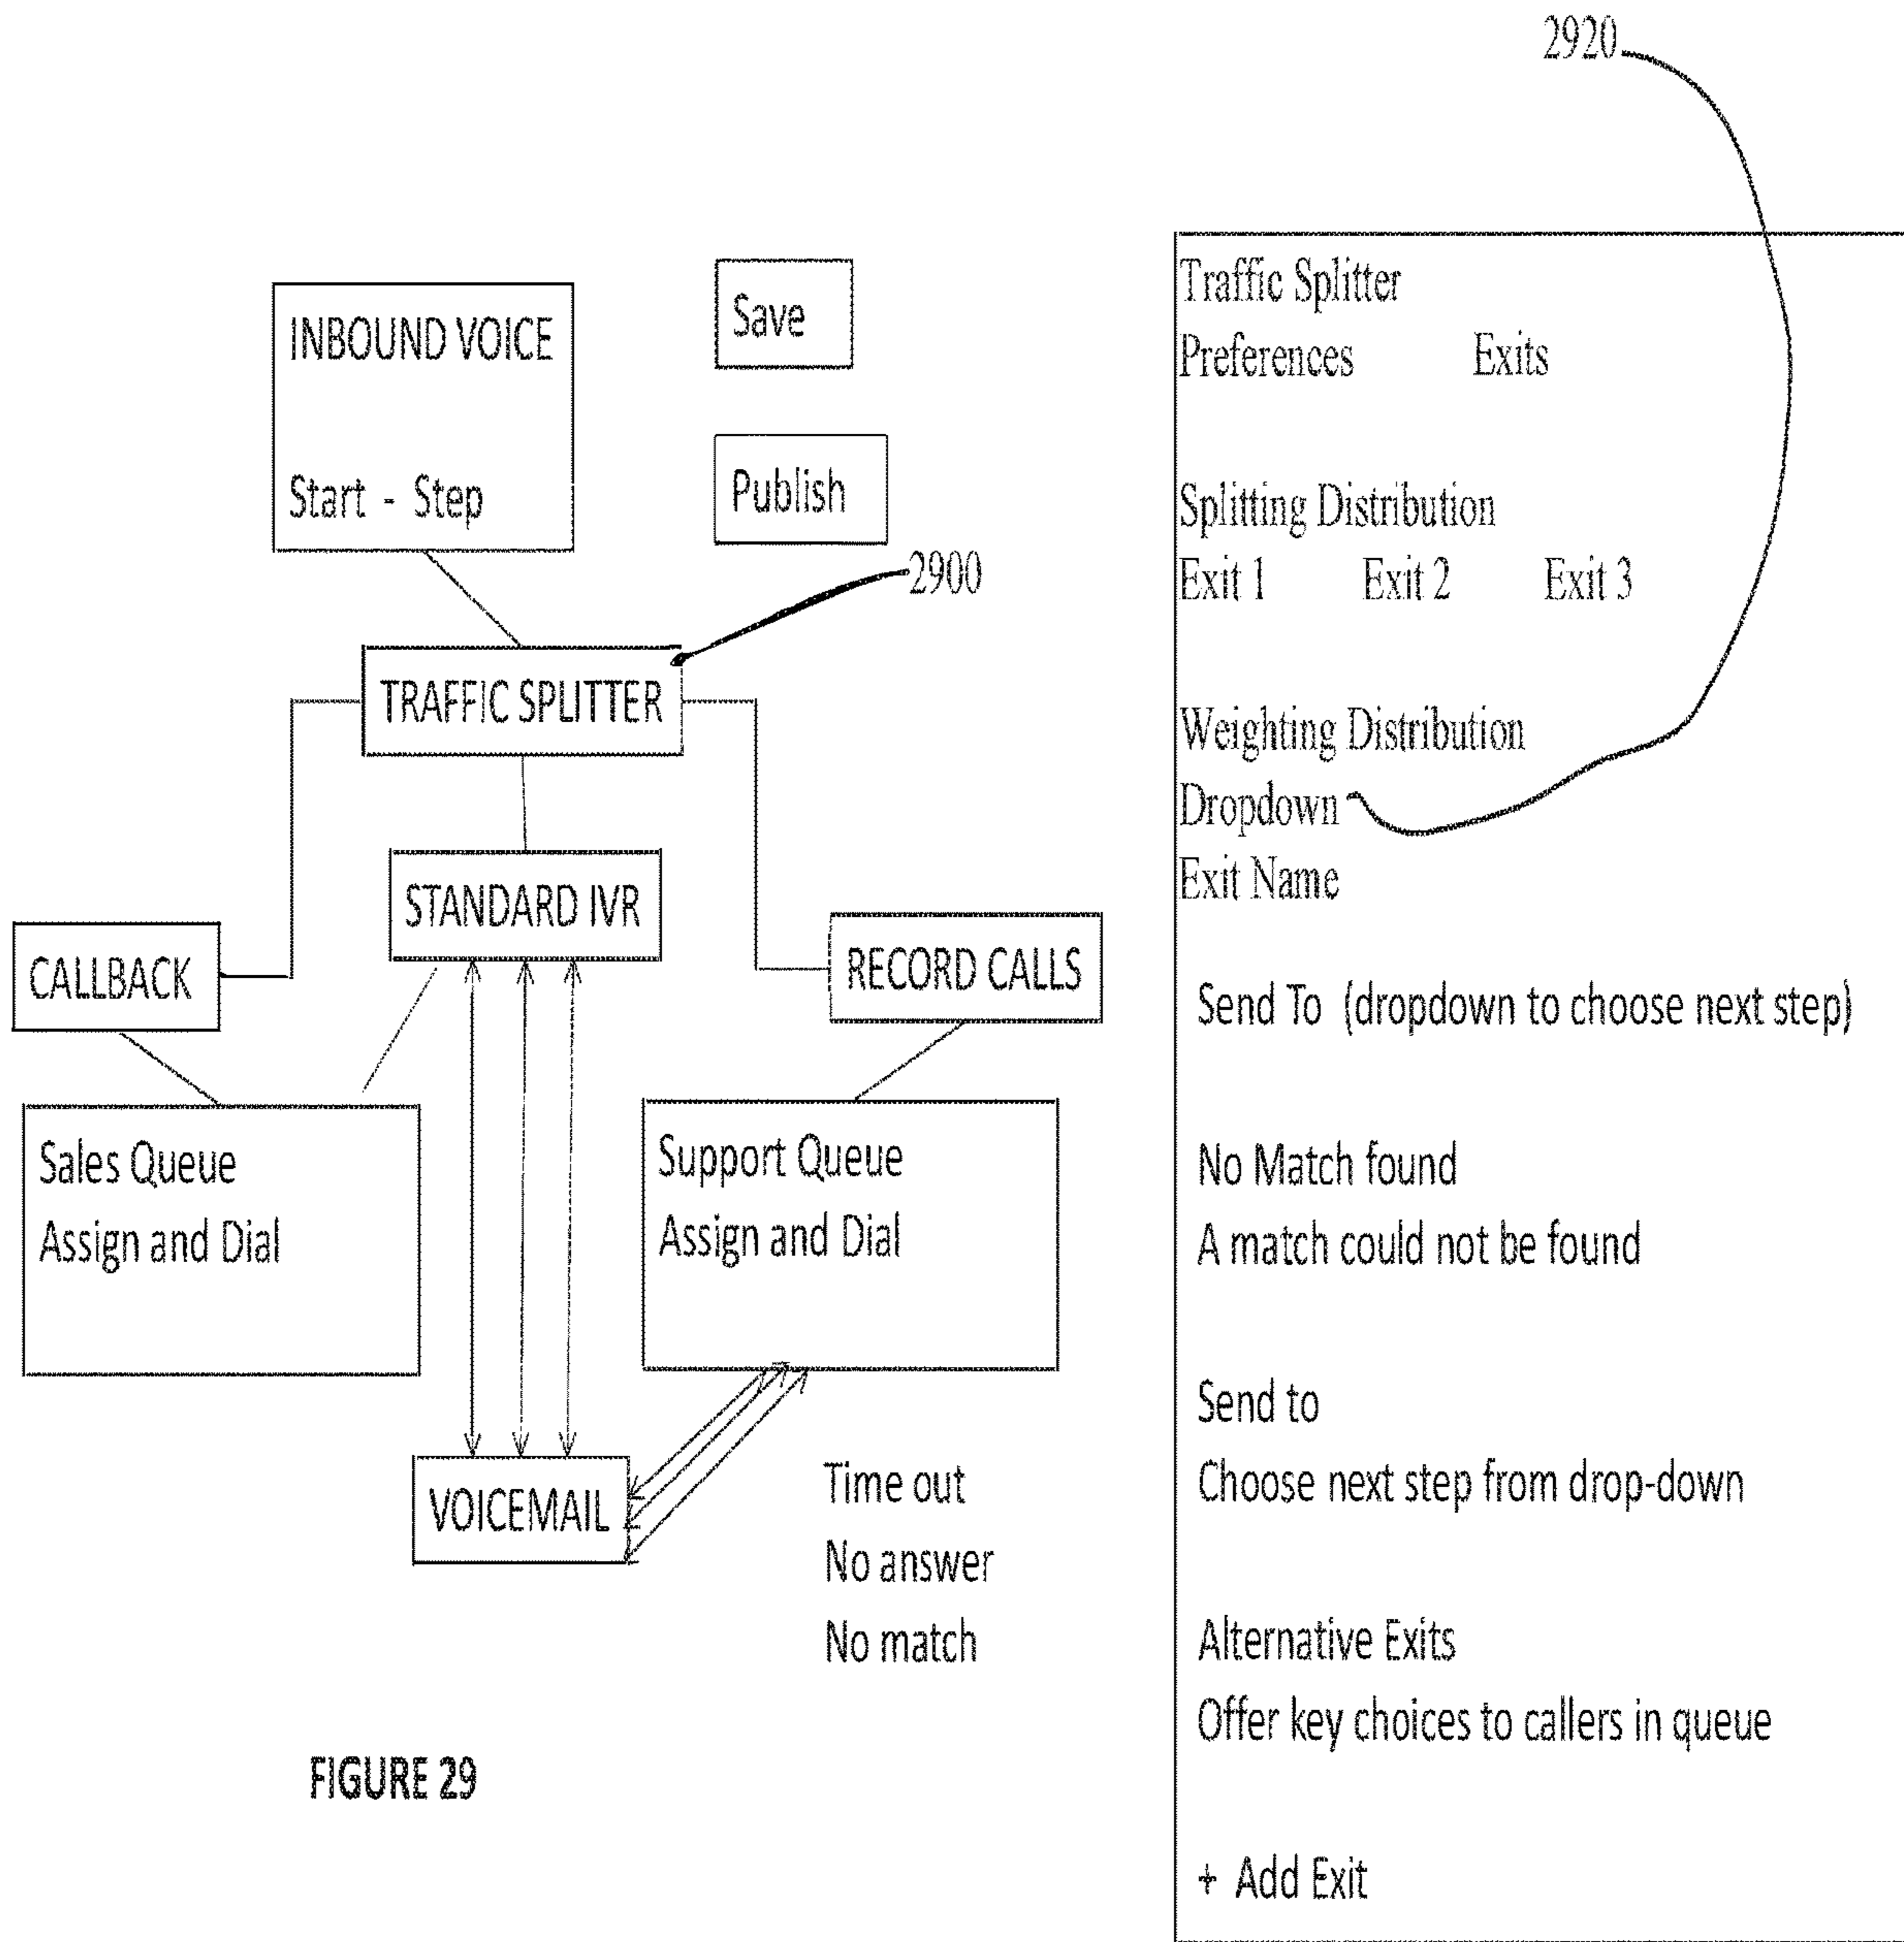 2920
INBOUND VOICE
Start - Step
Save
Publish
2900
TRAFFIC SPLITTER
STANDARD IVR
CALLBACK
RECORD CALLS
Sales Queue
Assign and Dial
Support Queue
Assign and Dial
VOICEMAIL
Time out
No answer
No match
FIGURE 29
Traffic Splitter
Preferences Exits
Splitting Distribution
Exit 1 Exit 2 Exit 3
Weighting Distribution
Dropdown
Exit Name
Send To (dropdown to choose next step)
No Match found
A match could not be found
Send to
Choose next step from drop-down
Alternative Exits
Offer key choices to callers in queue
+ Add Exit